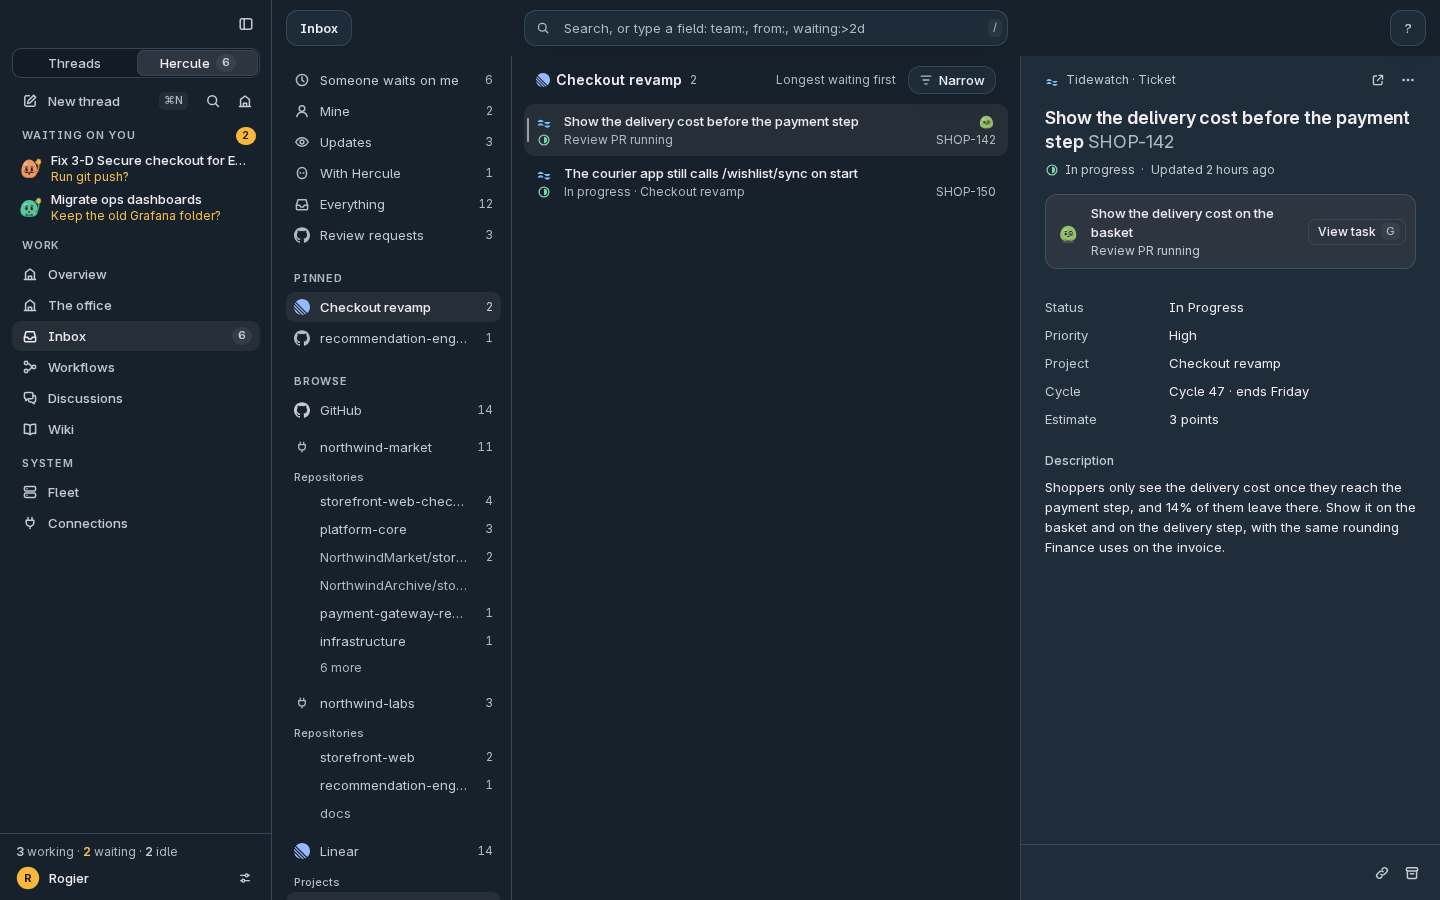 Threads
Hercule 6
New thread ⌘N
WAITING ON YOU 2
Fix 3-D Secure checkout for E…
Run git push?
Migrate ops dashboards
Keep the old Grafana folder?
WORK
Overview
The office
Inbox 6
Workflows
Discussions
Wiki
SYSTEM
Fleet
Connections
3 working · 2 waiting · 2 idle
R Rogier
Inbox
Someone waits on me 6
Mine 2
Updates 3
With Hercule 1
Everything 12
Review requests 3
PINNED
Checkout revamp 2
recommendation-eng… 1
BROWSE
GitHub 14
northwind-market 11
Repositories
storefront-web-chec… 4
platform-core 3
NorthwindMarket/stor… 2
NorthwindArchive/sto…
payment-gateway-re… 1
infrastructure 1
6 more
northwind-labs 3
Repositories
storefront-web 2
recommendation-eng… 1
docs
Linear 14
Projects
Search, or type a field: team:, from:, waiting:>2d /
?
Checkout revamp 2 Longest waiting first Narrow
Show the delivery cost before the payment step
Review PR running SHOP-142
The courier app still calls /wishlist/sync on start
In progress · Checkout revamp SHOP-150
Tidewatch · Ticket
Show the delivery cost before the payment
step SHOP-142
In progress · Updated 2 hours ago
Show the delivery cost on the
basket
Review PR running
View task G
Status In Progress
Priority High
Project Checkout revamp
Cycle Cycle 47 · ends Friday
Estimate 3 points
Description
Shoppers only see the delivery cost once they reach the
payment step, and 14% of them leave there. Show it on the
basket and on the delivery step, with the same rounding
Finance uses on the invoice.